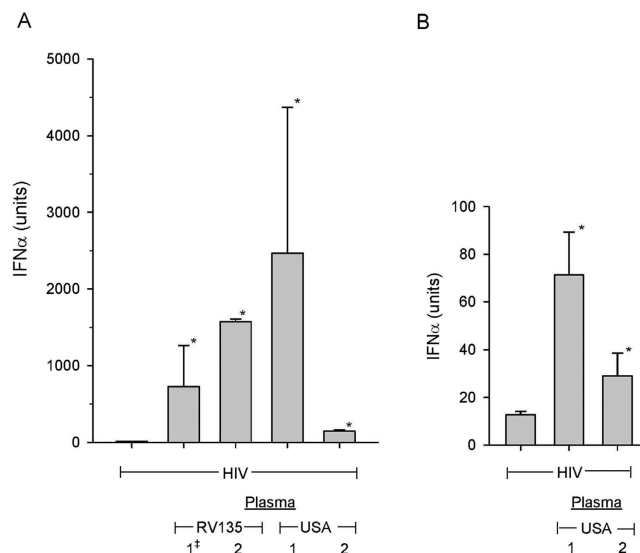 A
IFNα (units)
5000
4000
3000
2000
1000
0
*
*
*
*
HIV
Plasma
RV135 USA
1‡ 2 1 2
B
IFNα (units)
100
80
60
40
20
0
*
*
HIV
Plasma
USA
1 2